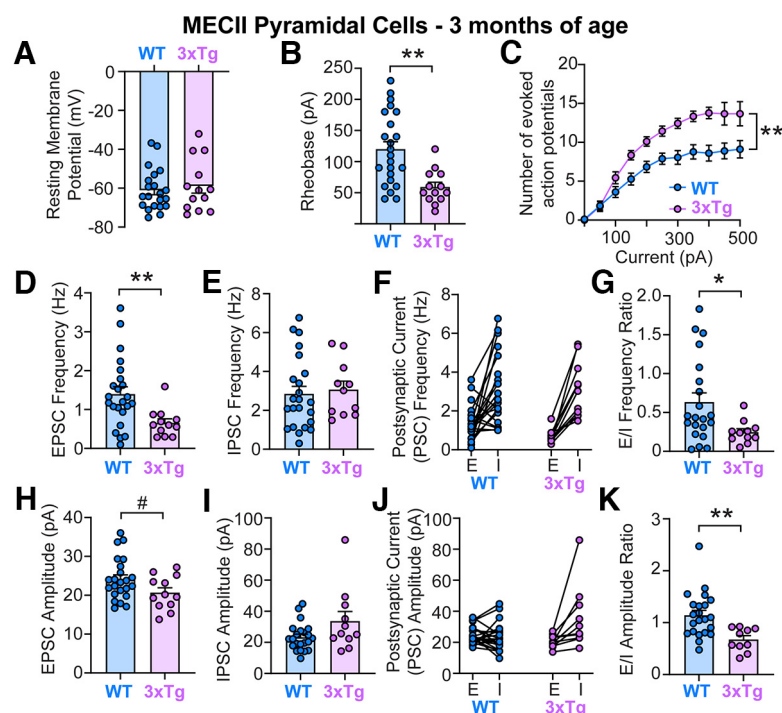 MECII Pyramidal Cells - 3 months of age
A
WT 3xTg
0
-20
-40
-60
-80
Resting Membrane
Potential (mV)
B
**
250
200
150
100
50
Rheobase (pA)
WT 3xTg
C
20
15
10
5
0
Number of evoked
action potentials
**
WT
3xTg
100 300 500
Current (pA)
D
**
4
3
2
1
0
EPSC Frequency (Hz)
WT 3xTg
E
8
6
4
2
0
IPSC Frequency (Hz)
WT 3xTg
F
8
6
4
2
0
Postsynaptic Current
(PSC) Frequency (Hz)
E I E I
WT 3xTg
G
*
2.0
1.5
1.0
0.5
0
E/I Frequency Ratio
WT 3xTg
H
#
40
30
20
10
0
EPSC Amplitude (pA)
WT 3xTg
I
100
80
60
40
20
0
IPSC Amplitude (pA)
WT 3xTg
J
100
80
60
40
20
0
Postsynaptic Current
(PSC) Amplitude (pA)
E I E I
WT 3xTg
K
**
3
2
1
0
E/I Amplitude Ratio
WT 3xTg